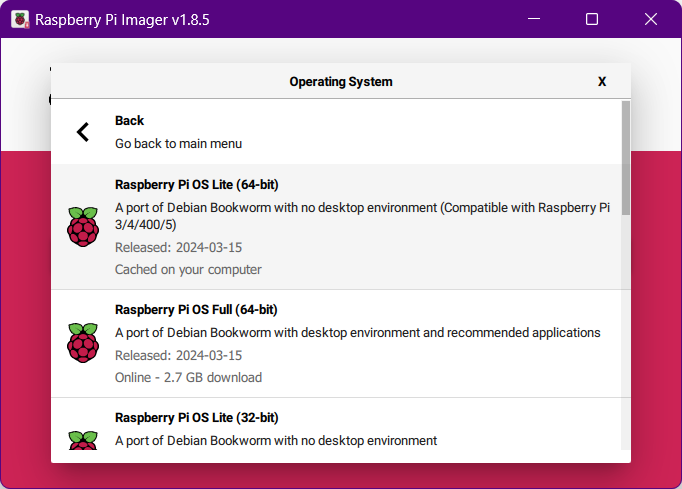 Raspberry Pi Imager v1.8.5
Operating System
X
Back
Go back to main menu
Raspberry Pi OS Lite (64-bit)
A port of Debian Bookworm with no desktop environment (Compatible with Raspberry Pi
3/4/400/5)
Released: 2024-03-15
Cached on your computer
Raspberry Pi OS Full (64-bit)
A port of Debian Bookworm with desktop environment and recommended applications
Released: 2024-03-15
Online - 2.7 GB download
Raspberry Pi OS Lite (32-bit)
A port of Debian Bookworm with no desktop environment